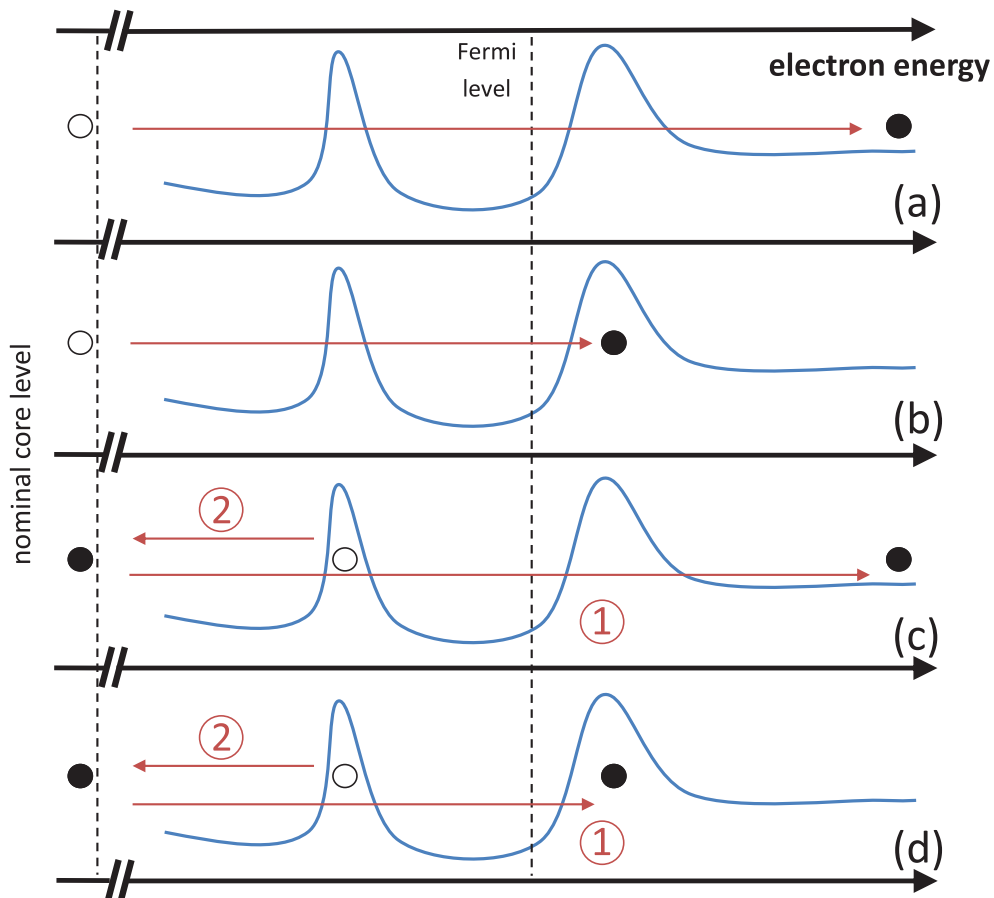 Fermi
level
electron energy
(a)
(b)
nominal core level
②
①
(c)
②
①
(d)